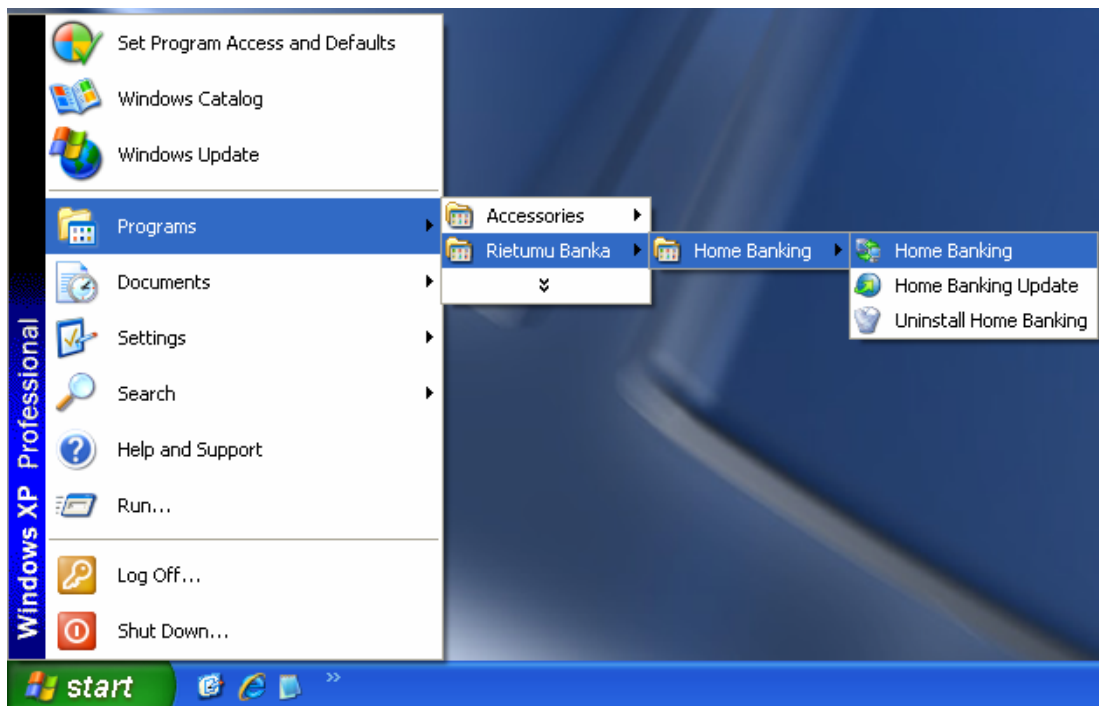 Set Program Access and Defaults
Windows Catalog
Windows Update
Programs
Documents
Settings
Search
Help and Support
Run...
Log Off...
Shut Down...
Windows XP Professional
Accessories
Rietumu Banka
Home Banking
Home Banking
Home Banking Update
Uninstall Home Banking
start